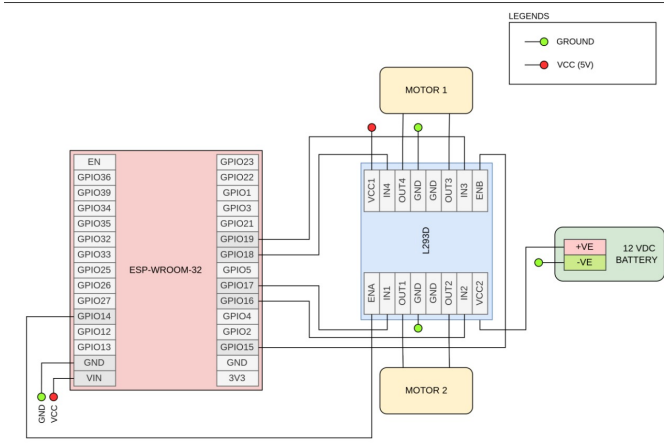 LEGENDS
GROUND
VCC (5V)
MOTOR 1
EN
GPIO36
GPIO39
GPIO34
GPIO35
GPIO32
GPIO33
GPIO25
GPIO26
GPIO27
GPIO14
GPIO12
GPIO13
GND
VIN
ESP-WROOM-32
GPIO23
GPIO22
GPIO1
GPIO3
GPIO21
GPIO19
GPIO18
GPIO5
GPIO17
GPIO16
GPIO4
GPIO2
GPIO15
GND
3V3
GND
VCC
VCC1
IN4
OUT4
GND
GND
OUT3
IN3
ENB
L293D
ENA
IN1
OUT1
GND
GND
OUT2
IN2
VCC2
MOTOR 2
+VE
-VE
12 VDC
BATTERY